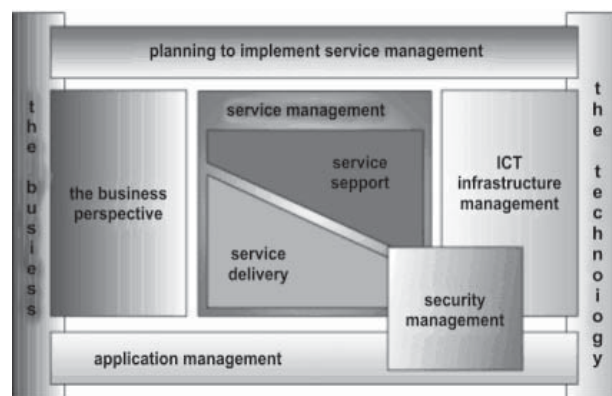 planning to implement service management
the business
the business
perspective
service management
service
sepport
service
delivery
ICT
infrastructure
management
security
management
application management
the technoiogy